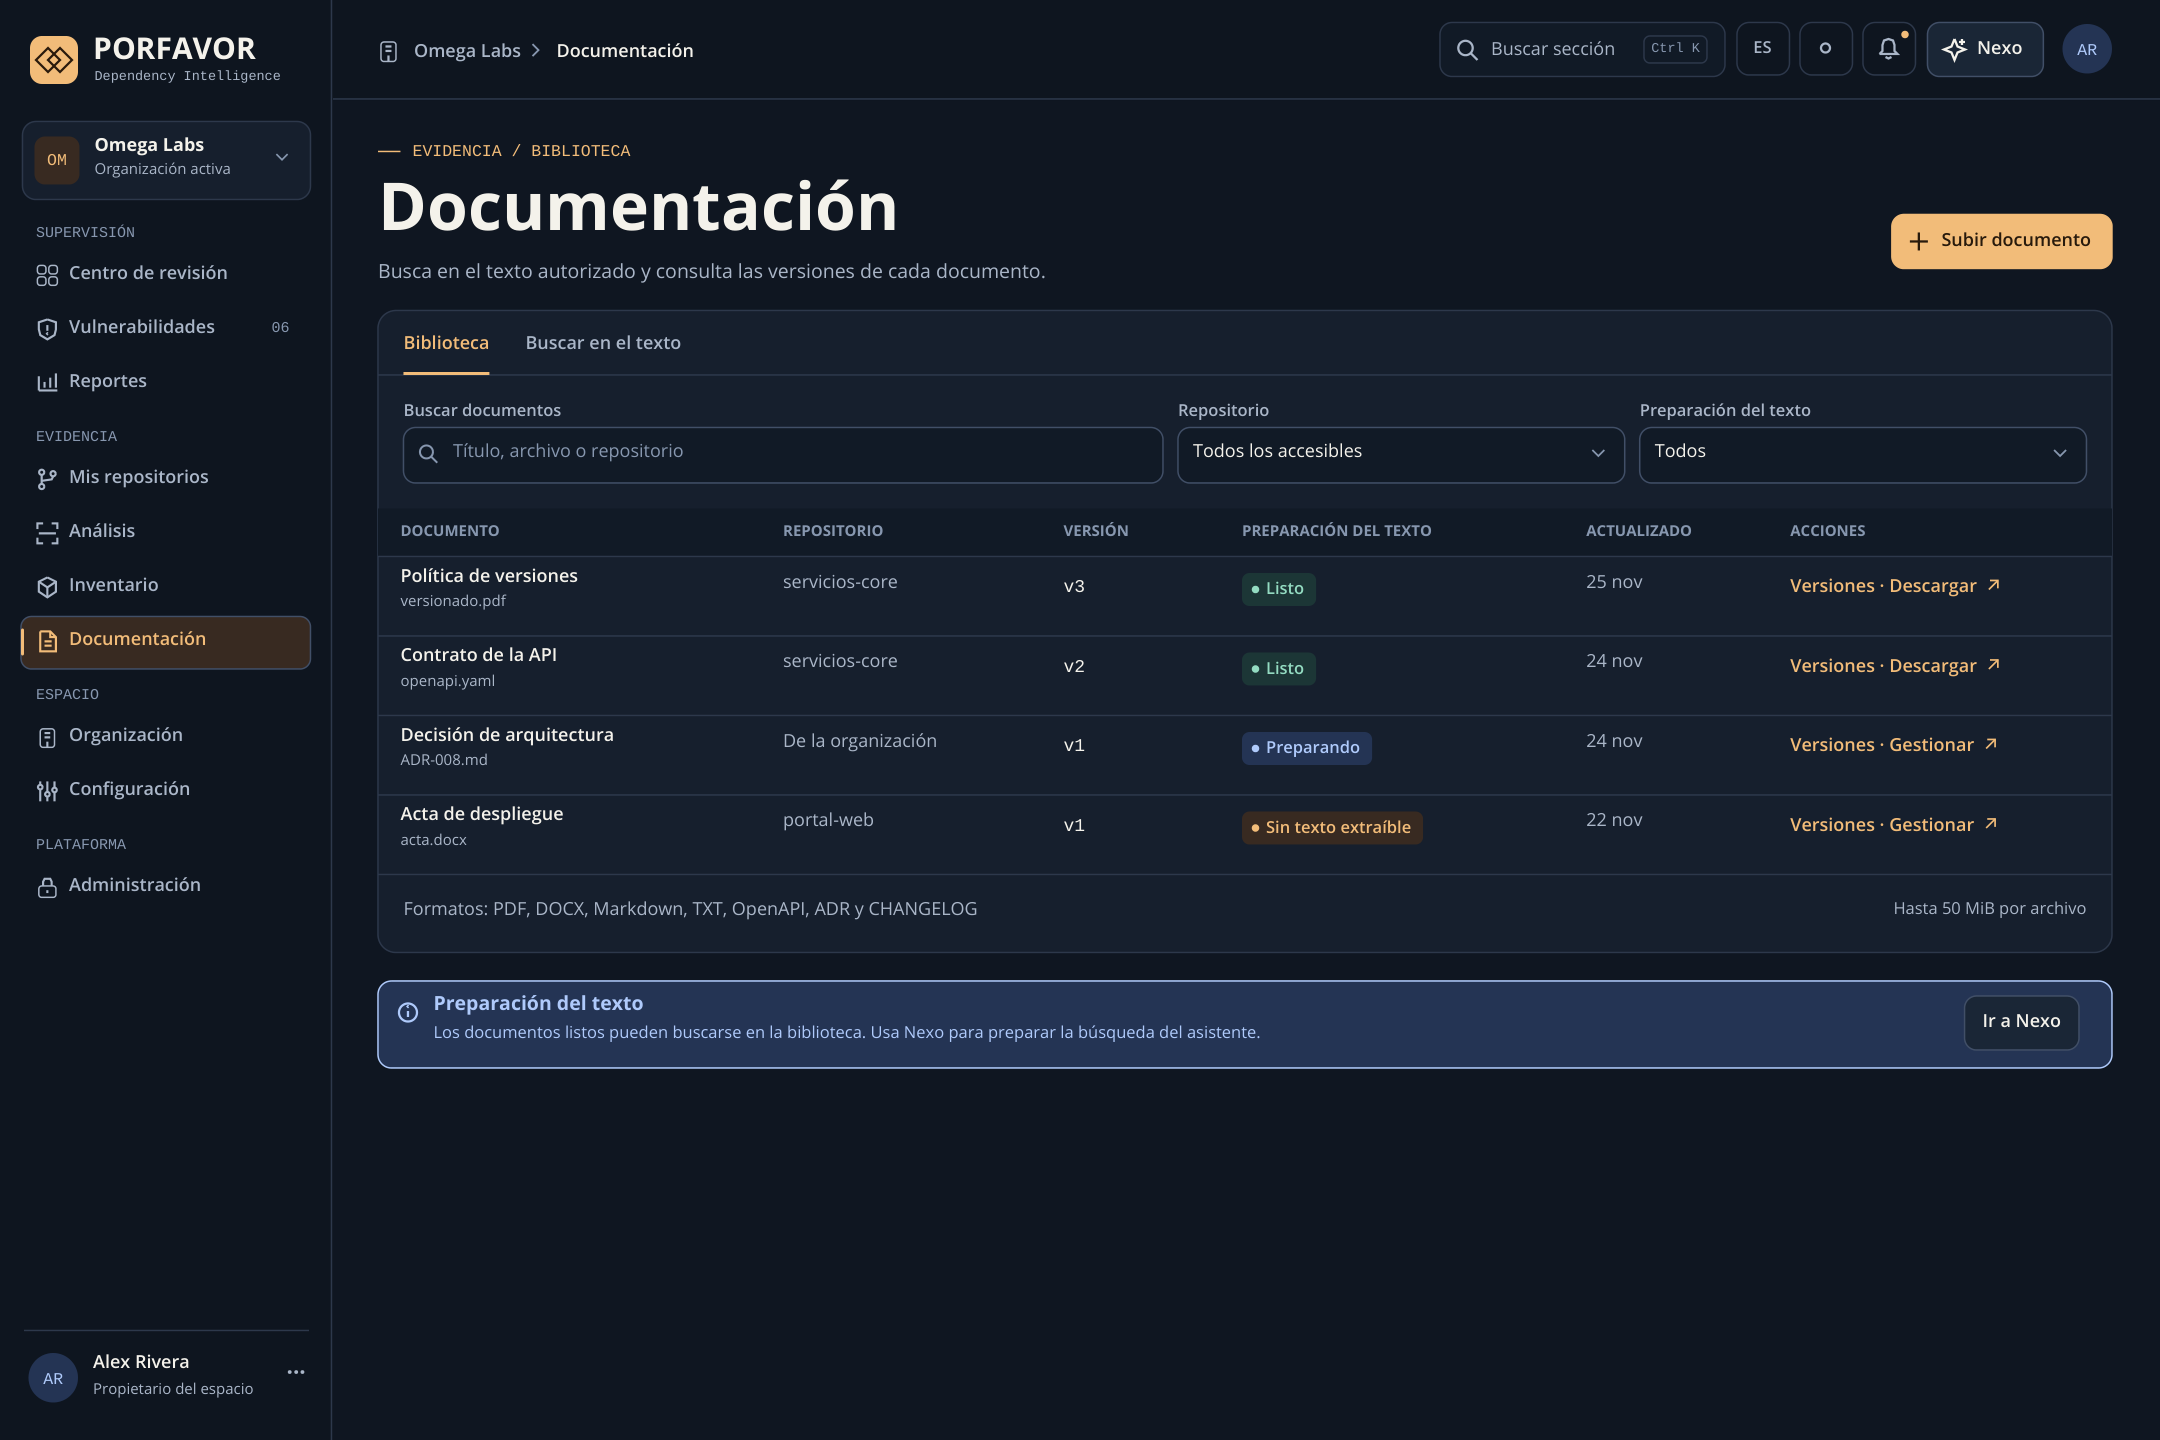 PORFAVOR
Dependency Intelligence
OM
Omega Labs
Organización activa
SUPERVISIÓN
Centro de revisión
Vulnerabilidades 06
Reportes
EVIDENCIA
Mis repositorios
Análisis
Inventario
Documentación
ESPACIO
Organización
Configuración
PLATAFORMA
Administración
AR
Alex Rivera
Propietario del espacio
Omega Labs > Documentación
Buscar sección Ctrl K
ES
Nexo
AR
EVIDENCIA / BIBLIOTECA
Documentación
Busca en el texto autorizado y consulta las versiones de cada documento.
+ Subir documento
Biblioteca Buscar en el texto
Buscar documentos Repositorio Preparación del texto
Título, archivo o repositorio Todos los accesibles Todos
DOCUMENTO REPOSITORIO VERSIÓN PREPARACIÓN DEL TEXTO ACTUALIZADO ACCIONES
Política de versiones
versionado.pdf
servicios-core v3 Listo 25 nov Versiones · Descargar
Contrato de la API
openapi.yaml
servicios-core v2 Listo 24 nov Versiones · Descargar
Decisión de arquitectura
ADR-008.md
De la organización v1 Preparando 24 nov Versiones · Gestionar
Acta de despliegue
acta.docx
portal-web v1 Sin texto extraíble 22 nov Versiones · Gestionar
Formatos: PDF, DOCX, Markdown, TXT, OpenAPI, ADR y CHANGELOG Hasta 50 MiB por archivo
Preparación del texto
Los documentos listos pueden buscarse en la biblioteca. Usa Nexo para preparar la búsqueda del asistente.
Ir a Nexo